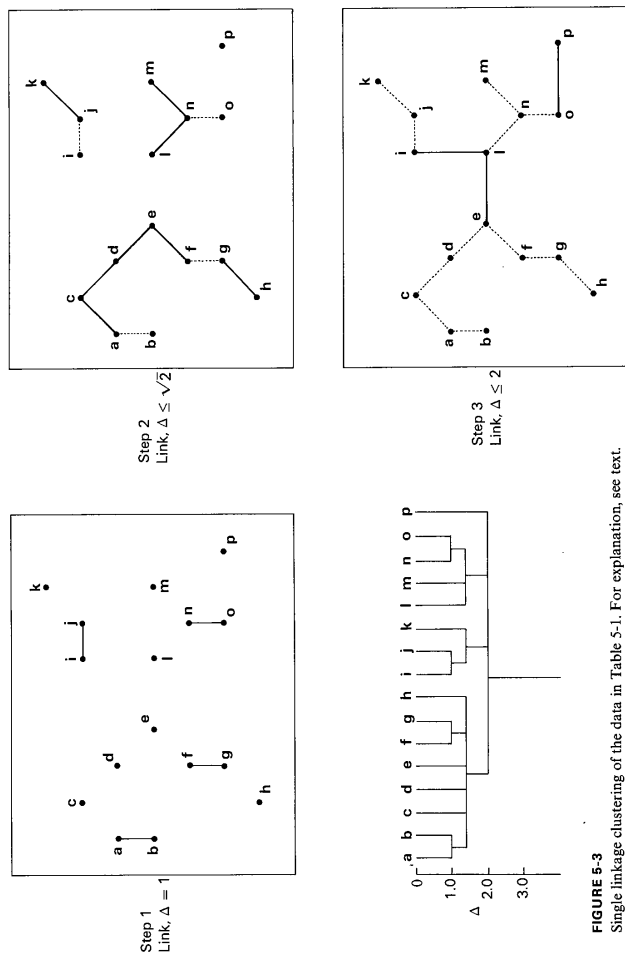 Step 1
Link, Δ = 1
a
b
c
d
e
f
g
h
i
j
k
l
m
n
o
p
Step 2
Link, Δ ≤ √2
a
b
c
d
e
f
g
h
i
j
k
l
m
n
o
p
a b c d e f g h i j k l m n o p
0
1.0
2.0
3.0
Δ
Step 3
Link, Δ ≤ 2
a
b
c
d
e
f
g
h
i
j
k
l
m
n
o
p
FIGURE 5-3
Single linkage clustering of the data in Table 5-1. For explanation, see text.